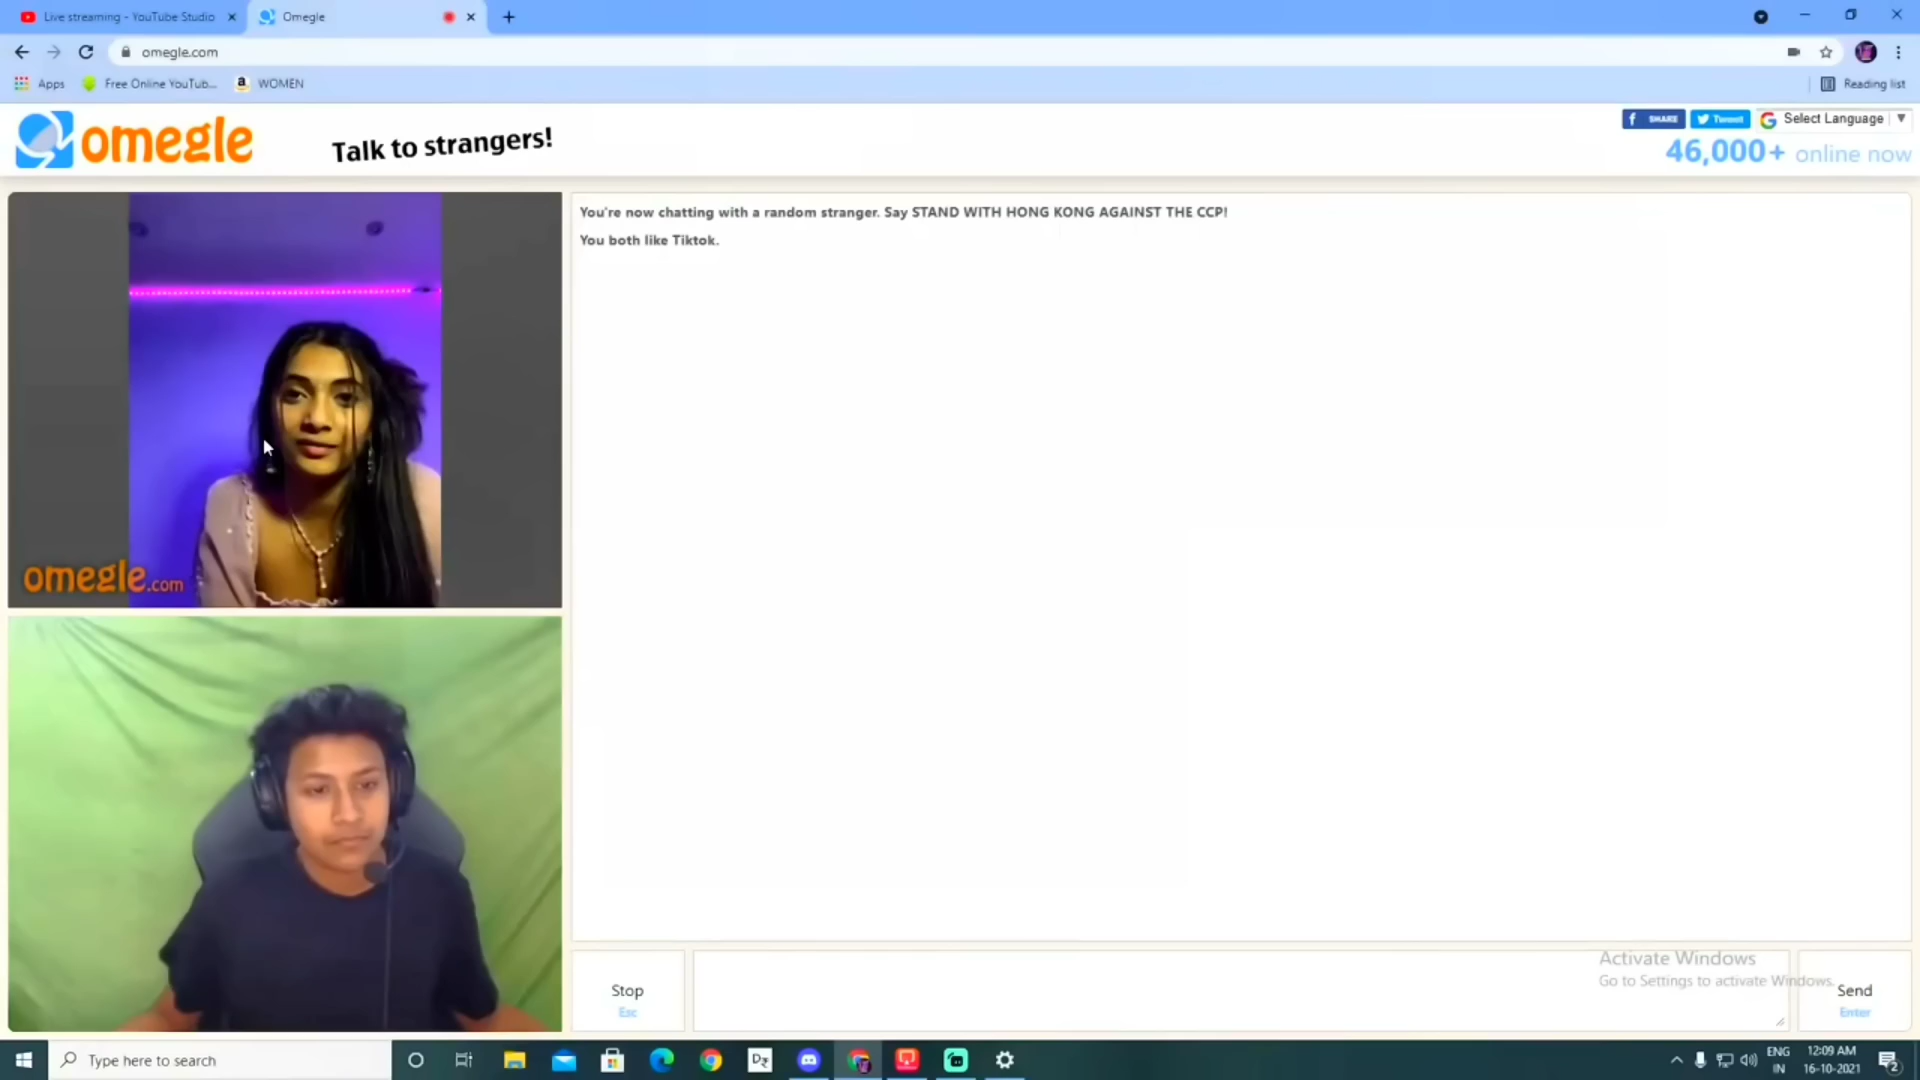 Live streaming - YouTube Studio
Omegle
omegle.com
Apps
Free Online YouTub...
WOMEN
Reading list
omegle
Talk to strangers!
SHARE
Tweet
Select Language
46,000+ online now
You're now chatting with a random stranger. Say STAND WITH HONG KONG AGAINST THE CCP!
You both like Tiktok.
omegle.com
Stop
Esc
Activate Windows
Go to Settings to activate Windows.
Send
Enter
Type here to search
ENG
IN
12:09 AM
16-10-2021
2